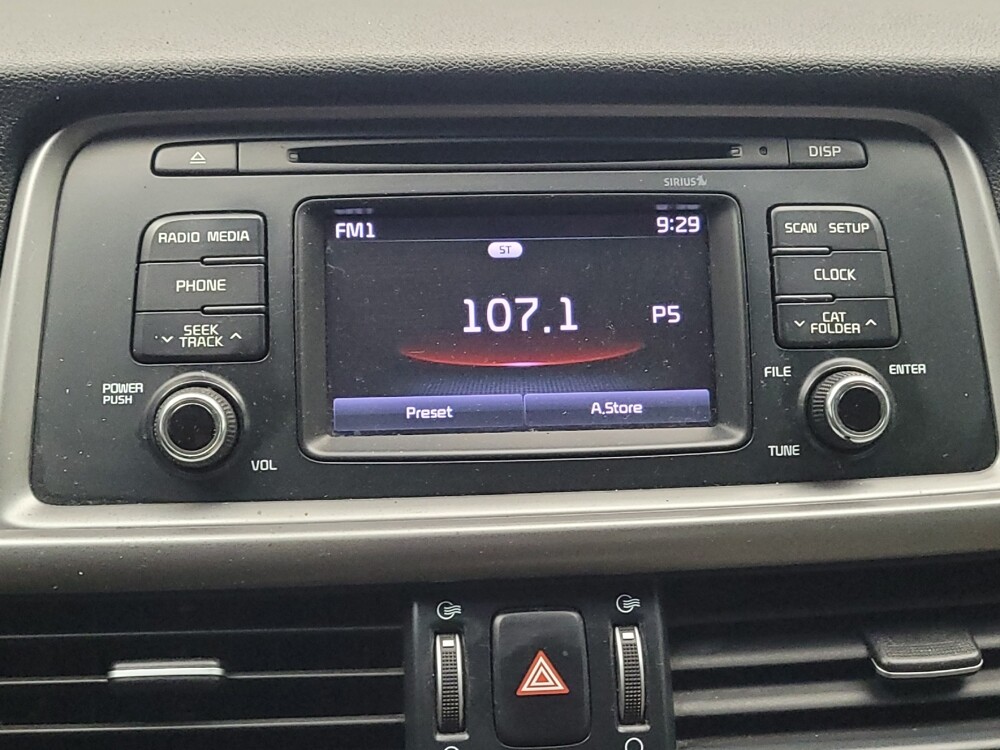 DISP
SIRIUS
RADIO MEDIA
PHONE
SEEK
TRACK
POWER
PUSH
VOL
FM1
9:29
ST
107.1
P5
Preset
A.Store
SCAN SETUP
CLOCK
CAT
FOLDER
FILE
ENTER
TUNE